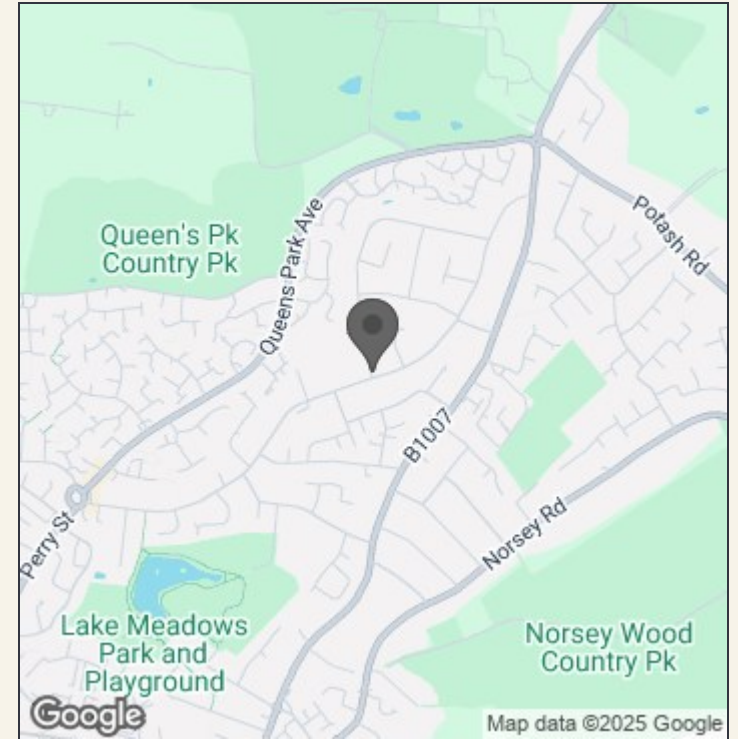 Queen's Pk
Country Pk
Queens Park Ave
Potash Rd
B1007
Norsey Rd
Perry St
Lake Meadows
Park and
Playground
Norsey Wood
Country Pk
Google
Map data ©2025 Google